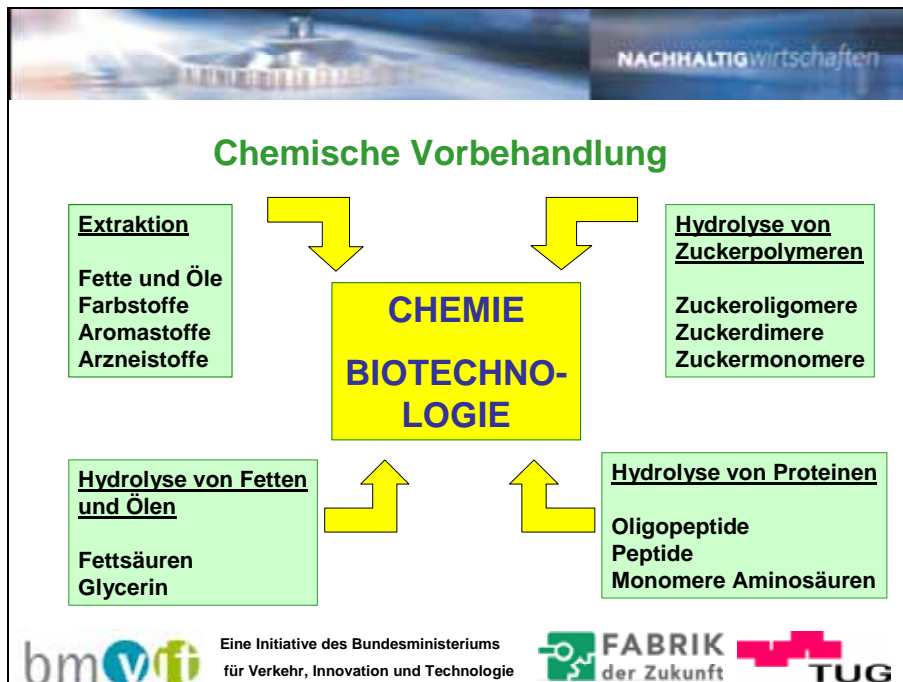 NACHHALTIGwirtschaften
Chemische Vorbehandlung
Extraktion
Fette und Öle
Farbstoffe
Aromastoffe
Arzneistoffe
Hydrolyse von
Zuckerpolymeren
Zuckeroligomere
Zuckerdimere
Zuckermonomere
CHEMIE
BIOTECHNO-
LOGIE
Hydrolyse von Fetten
und Ölen
Fettsäuren
Glycerin
Hydrolyse von Proteinen
Oligopeptide
Peptide
Monomere Aminosäuren
bmvit
Eine Initiative des Bundesministeriums
für Verkehr, Innovation und Technologie
FABRIK
der Zukunft
TUG